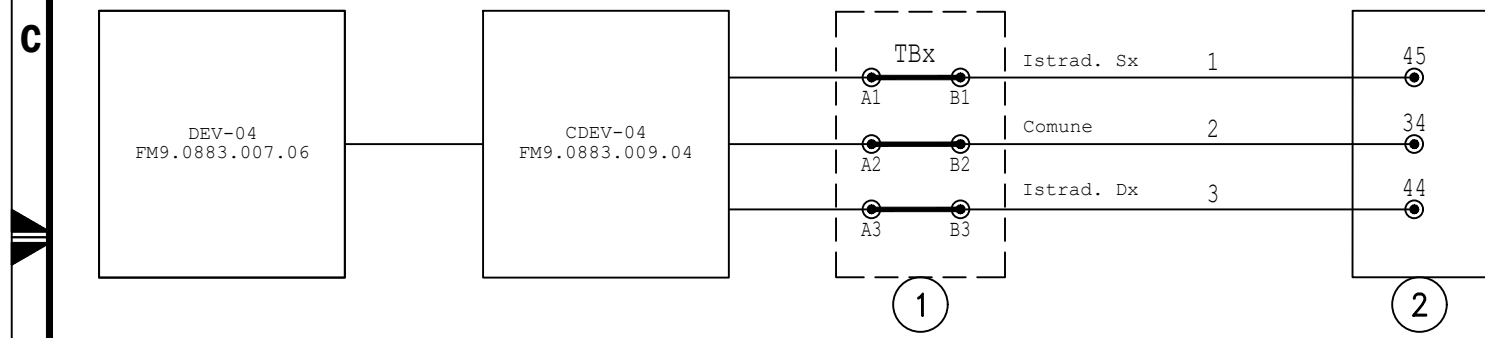 C
DEV-04
FM9.0883.007.06
CDEV-04
FM9.0883.009.04
TBx
A1 B1
A2 B2
A3 B3
Istrad. Sx 1
Comune 2
Istrad. Dx 3
45
34
44
1
2